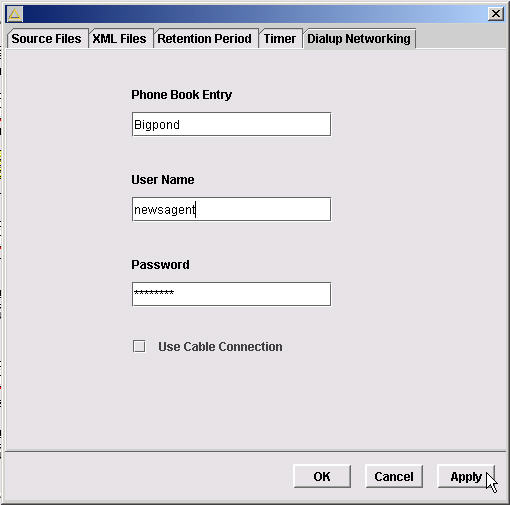 Source Files XML Files Retention Period Timer Dialup Networking
Phone Book Entry
Bigpond
User Name
newsagent
Password
********
Use Cable Connection
OK Cancel Apply